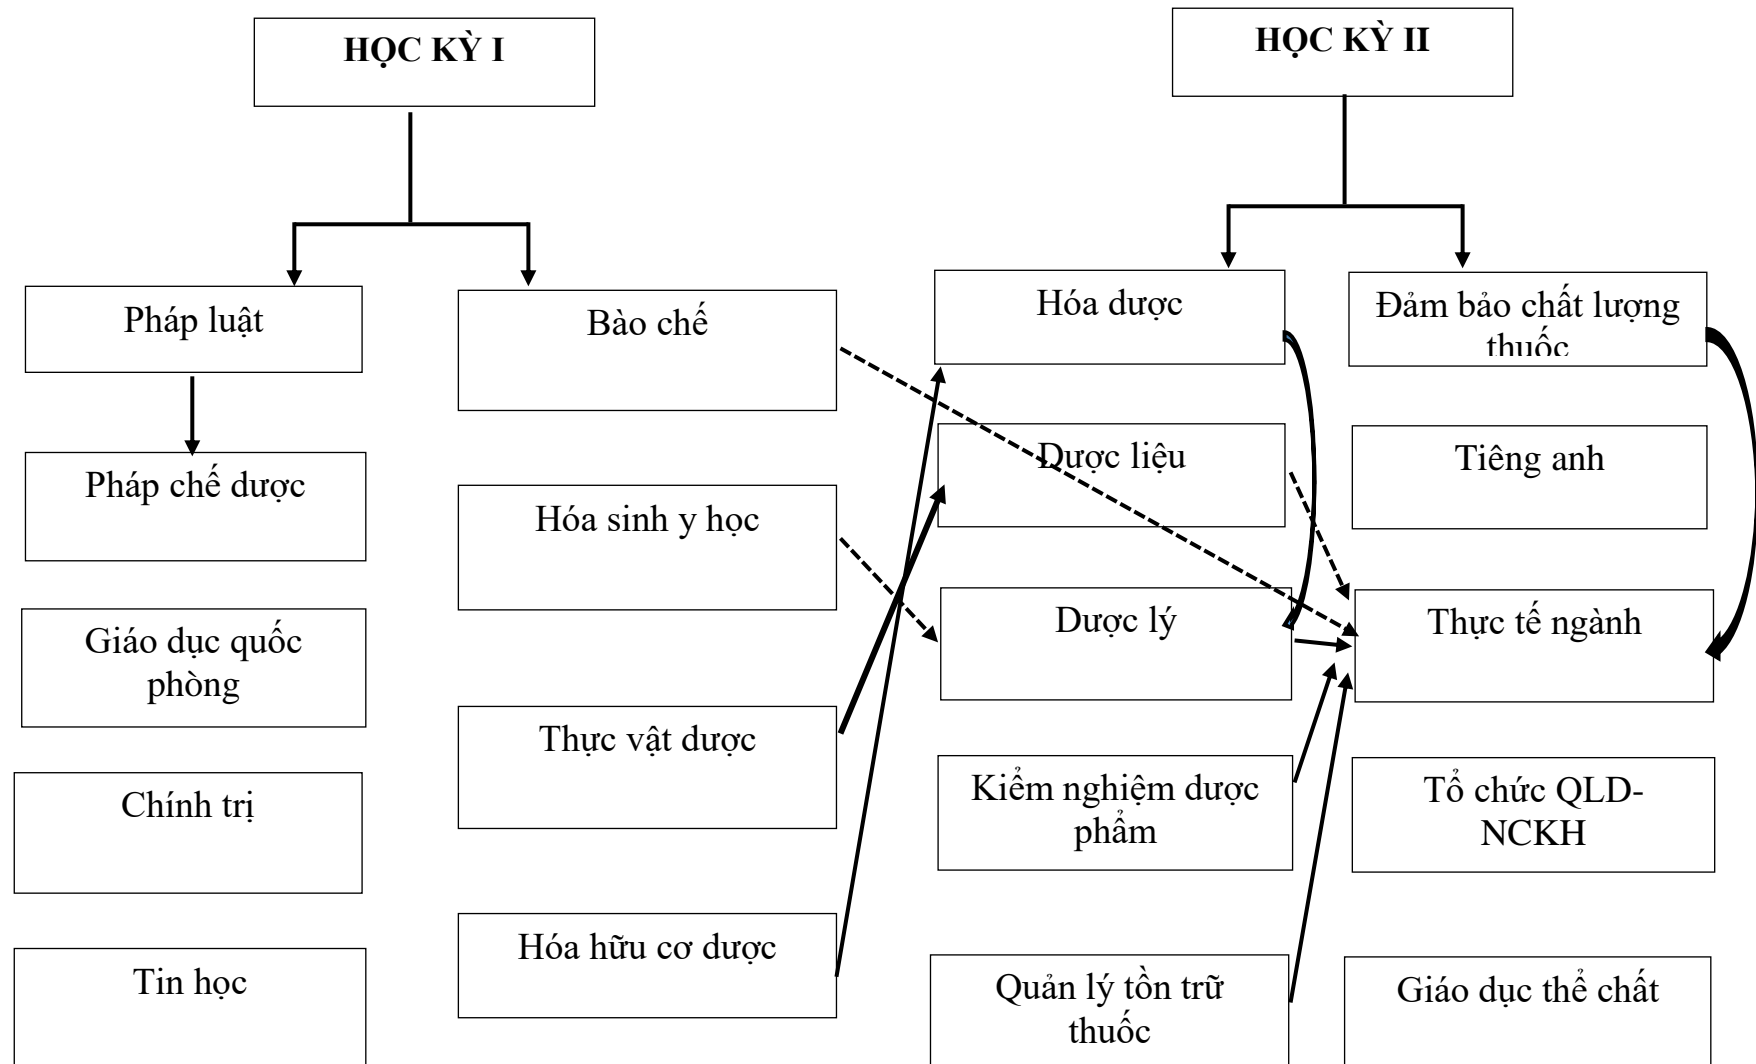 HỌC KỲ I
HỌC KỲ II
Pháp luật
Bào chế
Hóa dược
Đảm bảo chất lượng
thuốc
Pháp chế dược
Hóa sinh y học
Dược liệu
Tiêng anh
Giáo dục quốc
phòng
Dược lý
Thực tế ngành
Chính trị
Thực vật dược
Kiểm nghiệm dược
phẩm
Tổ chức QLD-
NCKH
Tin học
Hóa hữu cơ dược
Quản lý tồn trữ
thuốc
Giáo dục thể chất